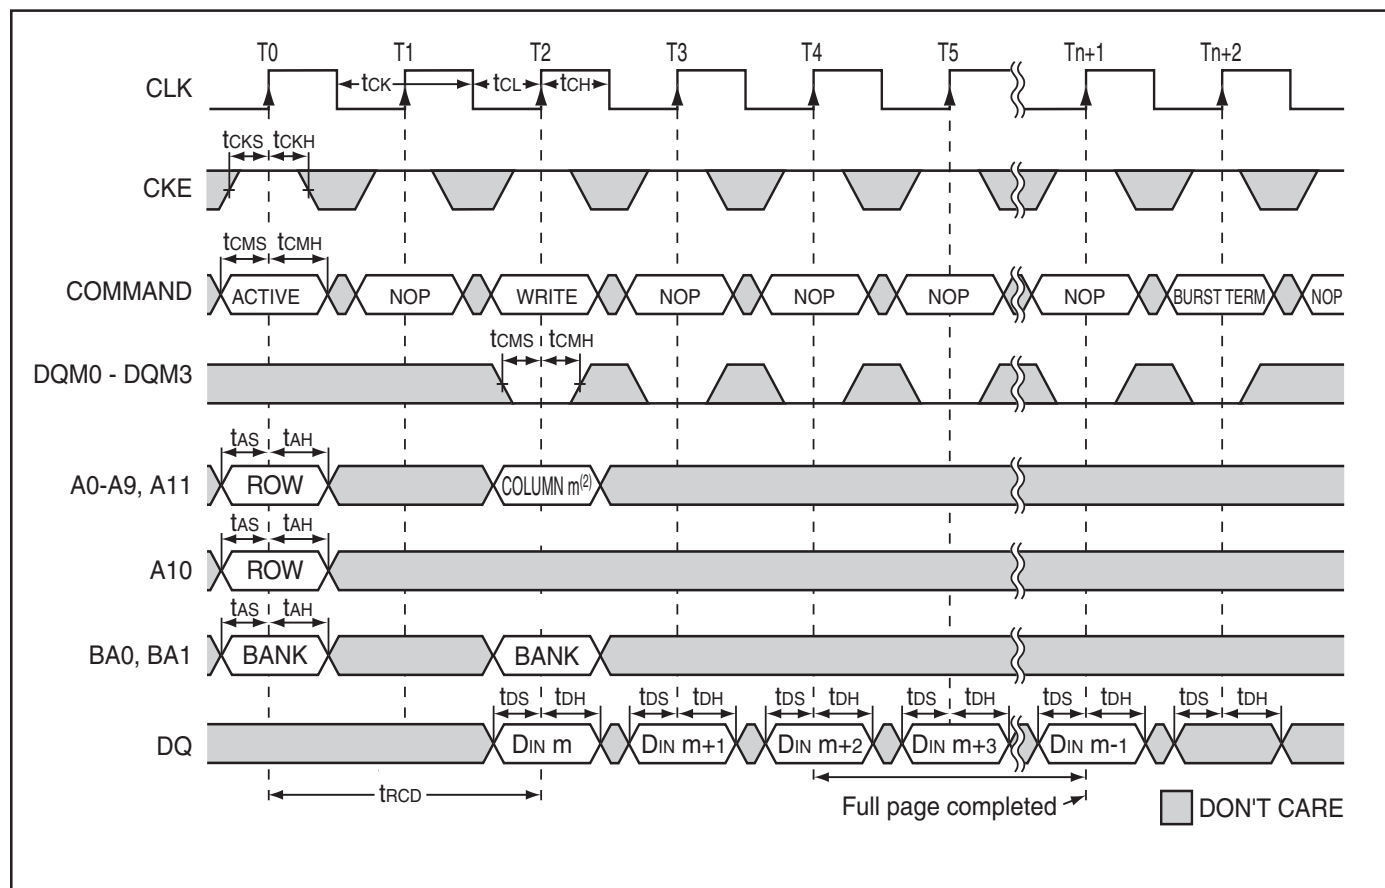 T0 T1 T2 T3 T4 T5 Tn+1 Tn+2
CLK tCK tCL tCH
tCKS tCKH
CKE
tCMS tCMH
COMMAND ACTIVE NOP WRITE NOP NOP NOP NOP BURST TERM NOP
tCMS tCMH
DQM0 - DQM3
tAS tAH
A0-A9, A11 ROW COLUMN m(2)
tAS tAH
A10 ROW
tAS tAH
BA0, BA1 BANK BANK
tDS tDH tDS tDH tDS tDH tDS tDH tDS tDH tDS tDH
DQ DIN m DIN m+1 DIN m+2 DIN m+3 DIN m-1
tRCD
Full page completed
DON'T CARE